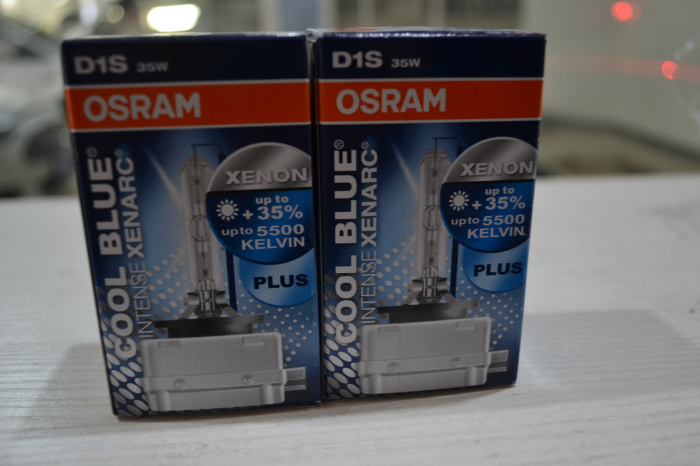 D1S 35W
OSRAM
COOL BLUE®
INTENSE XENARC®
XENON
up to
+ 35%
up to 5500
KELVIN
PLUS
D1S 35W
OSRAM
COOL BLUE®
INTENSE XENARC®
XENON
up to
+ 35%
up to 5500
KELVIN
PLUS